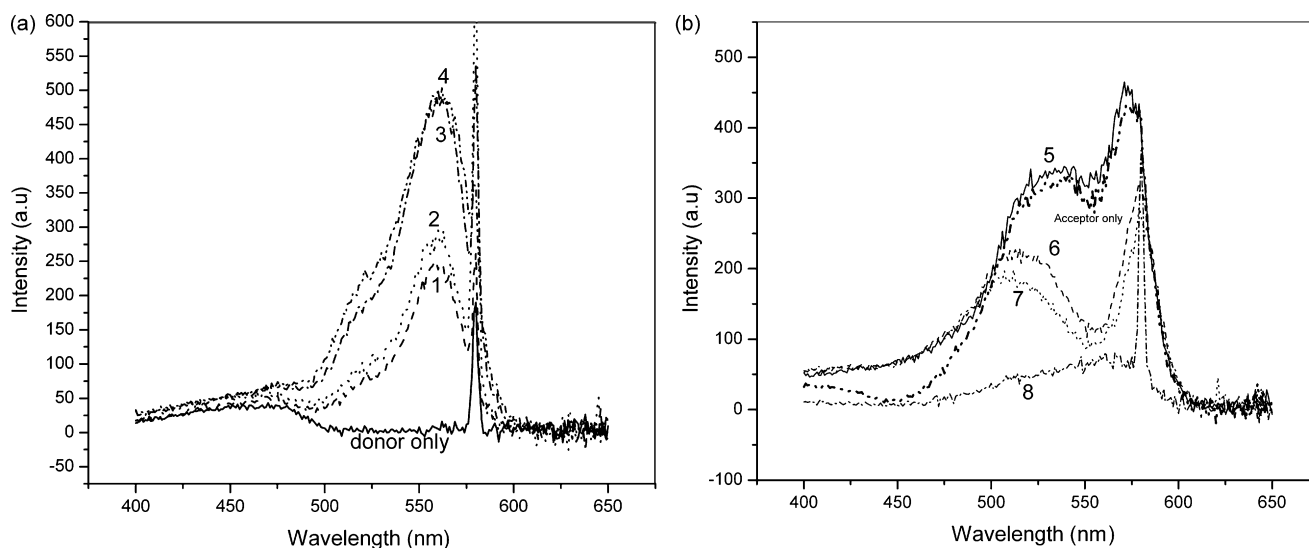 (a)
600
550
500
450
400
350
300
250
200
150
100
50
0
-50
Intensity (a.u)
4
3
2
1
donor only
400 450 500 550 600 650
Wavelength (nm)
(b)
500
400
300
200
100
0
-100
Intensity (a.u)
5
Acceptor only
6
7
8
400 450 500 550 600 650
Wavelength (nm)